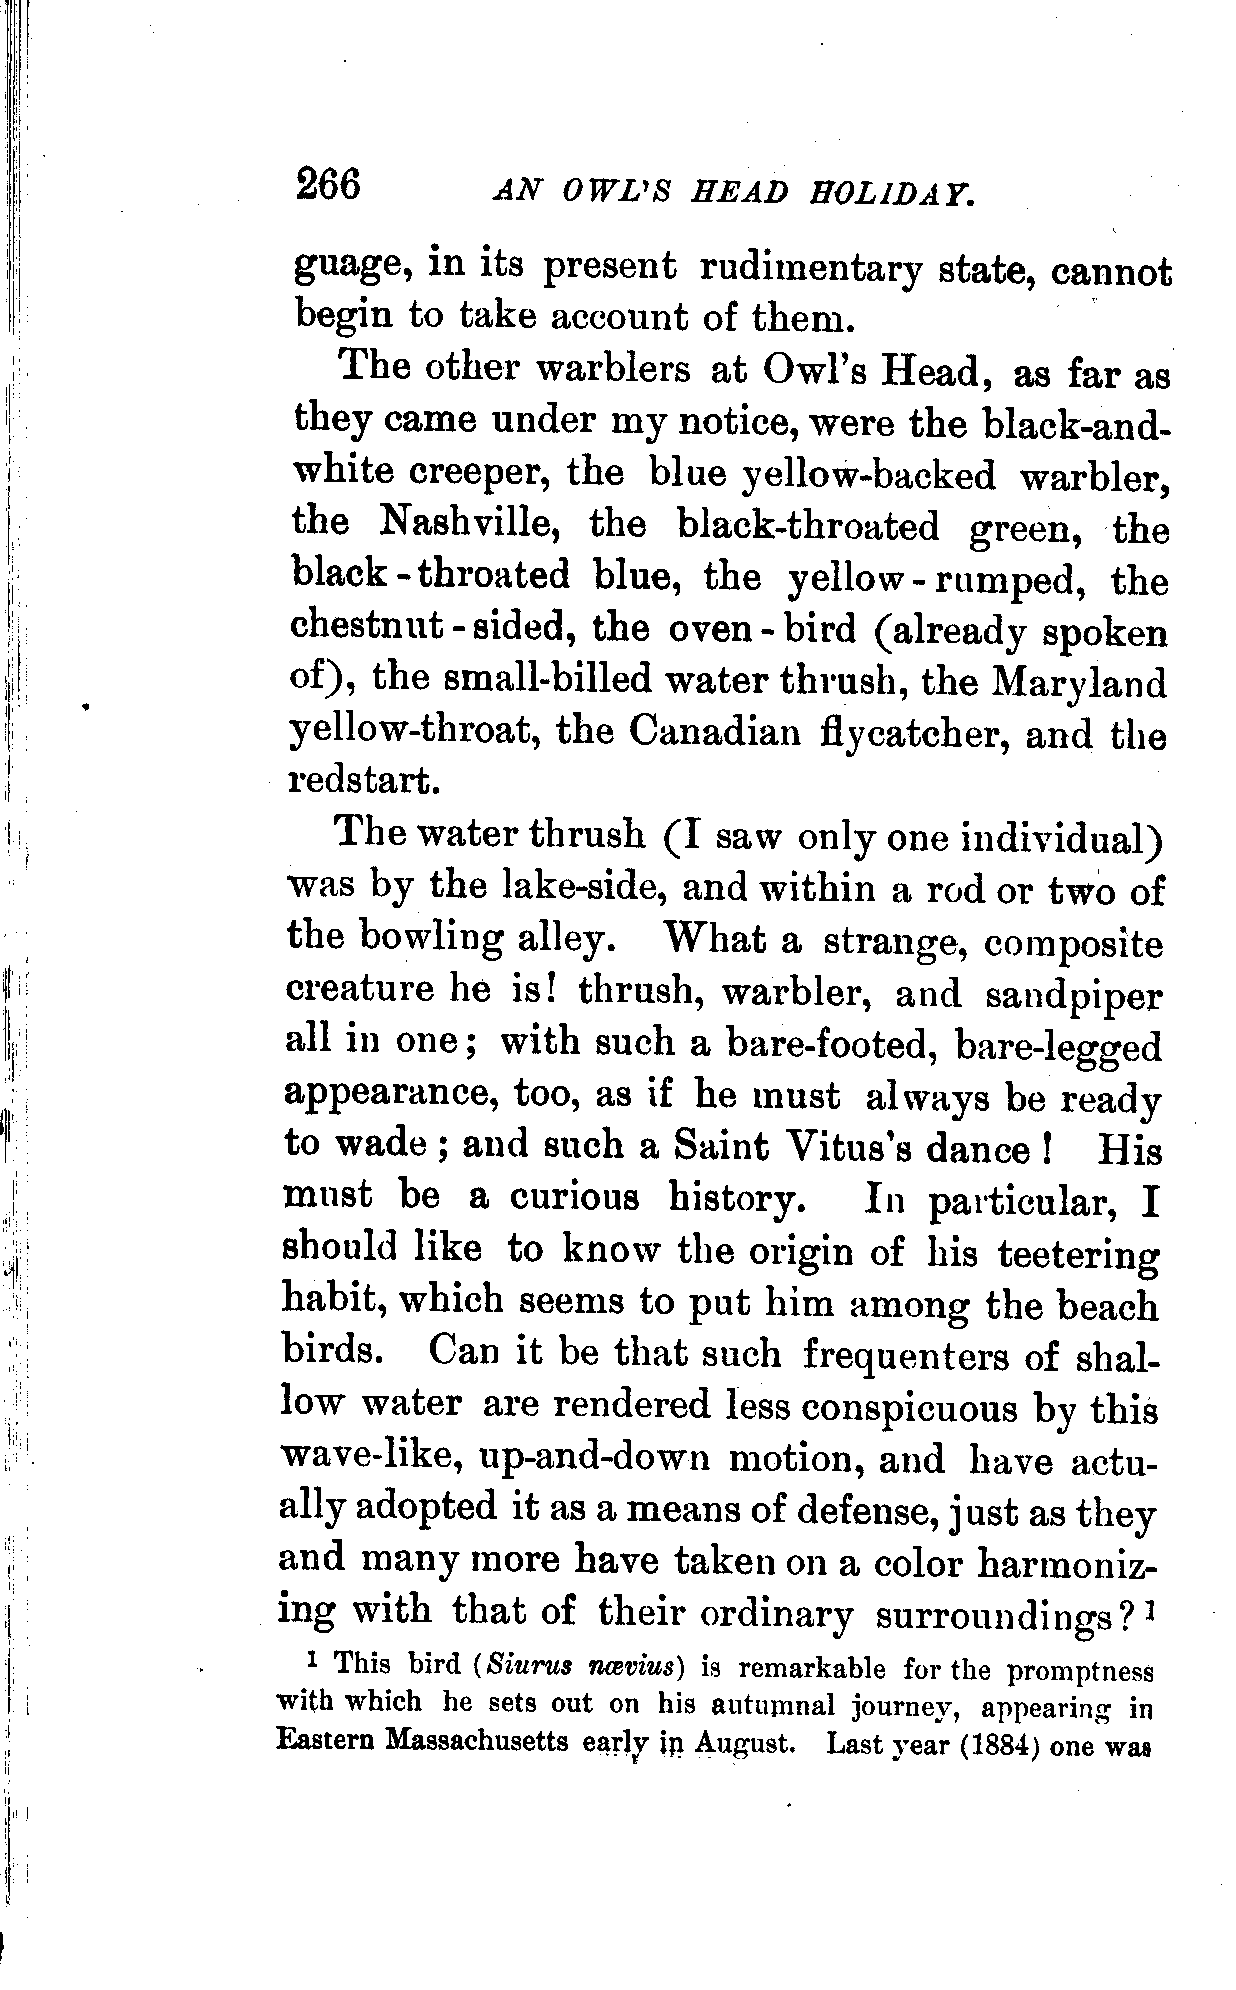 266 AN OWL'S HEAD HOLIDAY.
guage, in its present rudimentary state, cannot
begin to take account of them.
The other warblers at Owl's Head, as far as
they came under my notice, were the black-and-
white creeper, the blue yellow-backed warbler,
the Nashville, the black-throated green, the
black-throated blue, the yellow-rumped, the
chestnut-sided, the oven-bird (already spoken
of), the small-billed water thrush, the Maryland
yellow-throat, the Canadian flycatcher, and the
redstart.
The water thrush (I saw only one individual)
was by the lake-side, and within a rod or two of
the bowling alley. What a strange, composite
creature he is! thrush, warbler, and sandpiper
all in one; with such a bare-footed, bare-legged
appearance, too, as if he must always be ready
to wade; and such a Saint Vitus's dance! His
must be a curious history. In particular, I
should like to know the origin of his teetering
habit, which seems to put him among the beach
birds. Can it be that such frequenters of shal-
low water are rendered less conspicuous by this
wave-like, up-and-down motion, and have actu-
ally adopted it as a means of defense, just as they
and many more have taken on a color harmoniz-
ing with that of their ordinary surroundings?¹
¹ This bird (Siurus nævius) is remarkable for the promptness
with which he sets out on his autumnal journey, appearing in
Eastern Massachusetts early in August. Last year (1884) one was